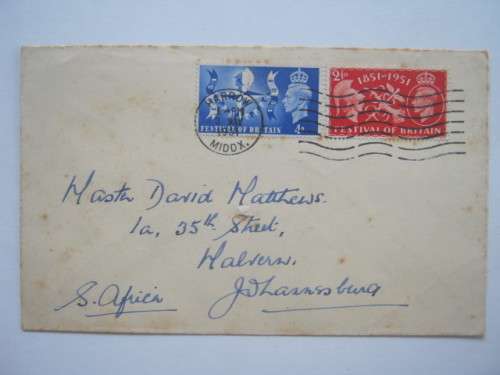 HARROW
MIDDX.
FESTIVAL OF BRITAIN 4D
2½D 1851-1951
FESTIVAL OF BRITAIN
Master David Matthews.
1a, 35th Street,
Malvern.
S. Africa Johannesburg